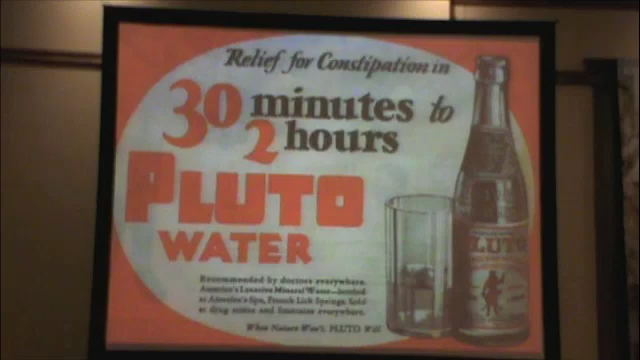 Relief for Constipation in
30 minutes to
2 hours
PLUTO
WATER
Recommended by doctors everywhere.
America's Laxative Mineral Water—bottled
at America's Spa, French Lick Springs. Sold
at drug stores and fountains everywhere.
When Nature Won't, PLUTO Will
PLUTO